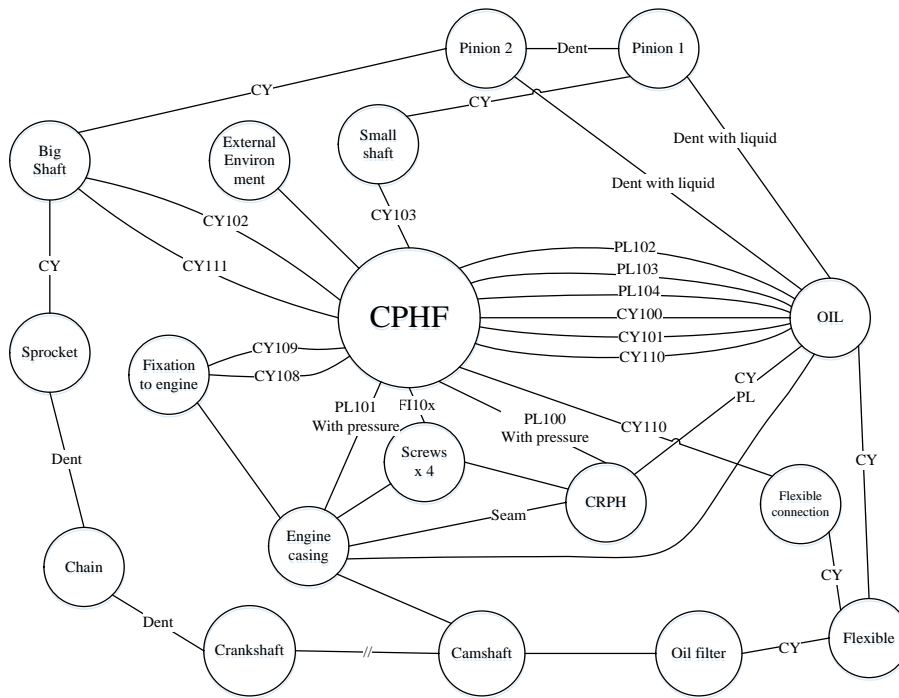 Pinion 2
Dent
Pinion 1
CY
CY
Small
shaft
External
Environ
ment
Big
Shaft
Dent with liquid
Dent with liquid
CY102
CY103
CY111
PL102
PL103
PL104
CY100
CY101
CY110
CPHF
OIL
CY
Sprocket
Fixation
to engine
CY109
CY108
CY
PL
PL101
With pressure
FI10x
PL100
With pressure
CY110
Screws
x 4
Dent
CY
CRPH
Flexible
connection
Seam
Engine
casing
Chain
CY
Dent
Crankshaft
//
Camshaft
Oil filter
CY
Flexible